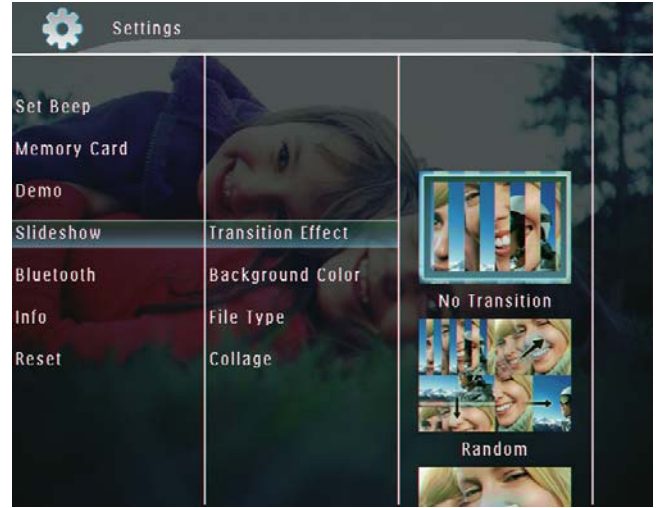 Settings
Set Beep
Memory Card
Demo
Slideshow
Bluetooth
Info
Reset
Transition Effect
Background Color
File Type
Collage
No Transition
Random